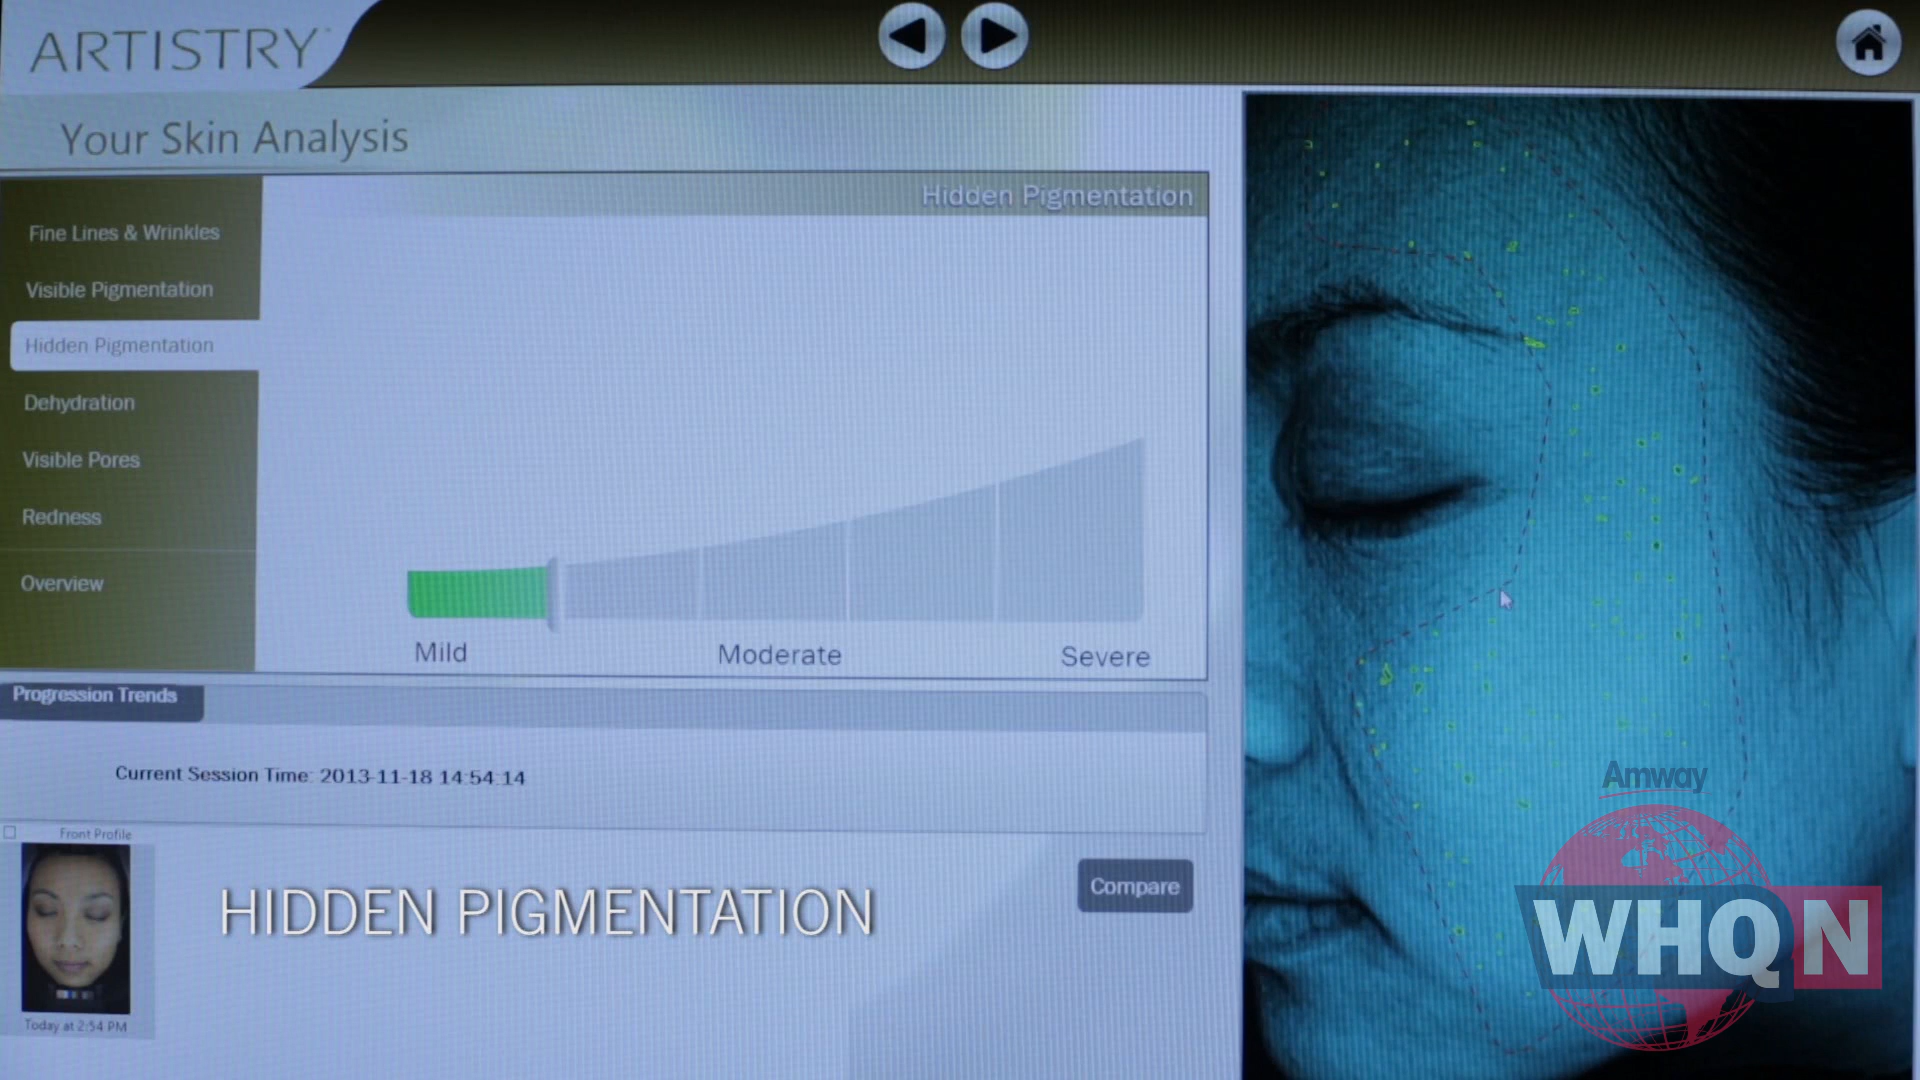 ARTISTRY
Your Skin Analysis
Hidden Pigmentation
Fine Lines & Wrinkles
Visible Pigmentation
Hidden Pigmentation
Dehydration
Visible Pores
Redness
Overview
Mild
Moderate
Severe
Progression Trends
Current Session Time: 2013-11-18 14:54:14
Front Profile
Today at 2:54 PM
HIDDEN PIGMENTATION
Compare
Amway
WHQN